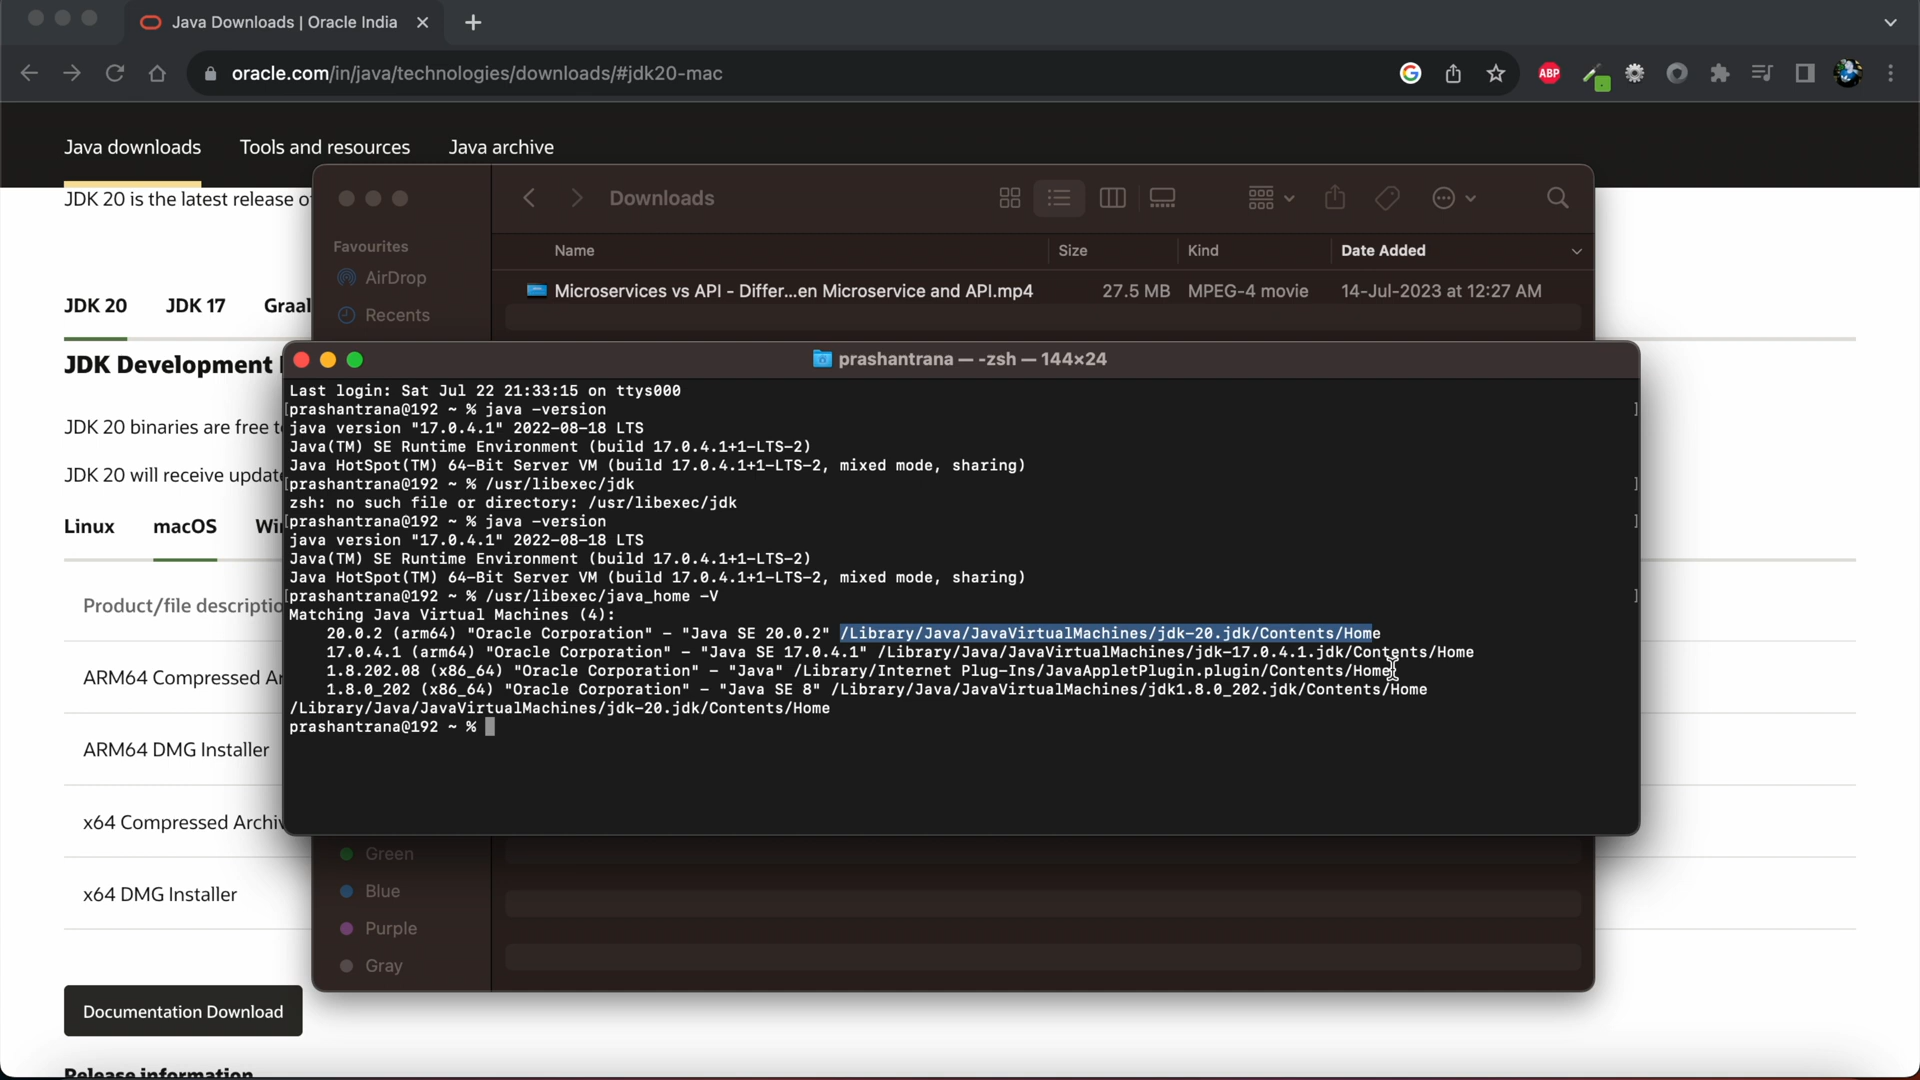 Java Downloads | Oracle India
oracle.com/in/java/technologies/downloads/#jdk20-mac
ABP
Java downloads
Tools and resources
Java archive
JDK 20 is the latest release
Downloads
Favourites
AirDrop
Recents
Name
Size
Kind
Date Added
Microservices vs API - Differ...en Microservice and API.mp4
27.5 MB
MPEG-4 movie
14-Jul-2023 at 12:27 AM
JDK 20
JDK 17
Graal
JDK Development
JDK 20 binaries are free
JDK 20 will receive
Linux
macOS
Product/file
ARM64 Compressed
ARM64 DMG Installer
x64 Compressed
x64 DMG Installer
prashantrana — -zsh — 144×24
Last login: Sat Jul 22 21:33:15 on ttys000
[prashantrana@192 ~ % java -version ]
java version "17.0.4.1" 2022-08-18 LTS
Java(TM) SE Runtime Environment (build 17.0.4.1+1-LTS-2)
Java HotSpot(TM) 64-Bit Server VM (build 17.0.4.1+1-LTS-2, mixed mode, sharing)
[prashantrana@192 ~ % /usr/libexec/jdk ]
zsh: no such file or directory: /usr/libexec/jdk
[prashantrana@192 ~ % java -version ]
java version "17.0.4.1" 2022-08-18 LTS
Java(TM) SE Runtime Environment (build 17.0.4.1+1-LTS-2)
Java HotSpot(TM) 64-Bit Server VM (build 17.0.4.1+1-LTS-2, mixed mode, sharing)
[prashantrana@192 ~ % /usr/libexec/java_home -V ]
Matching Java Virtual Machines (4):
20.0.2 (arm64) "Oracle Corporation" - "Java SE 20.0.2" /Library/Java/JavaVirtualMachines/jdk-20.jdk/Contents/Home
17.0.4.1 (arm64) "Oracle Corporation" - "Java SE 17.0.4.1" /Library/Java/JavaVirtualMachines/jdk-17.0.4.1.jdk/Contents/Home
1.8.202.08 (x86_64) "Oracle Corporation" - "Java" /Library/Internet Plug-Ins/JavaAppletPlugin.plugin/Contents/Home
1.8.0_202 (x86_64) "Oracle Corporation" - "Java SE 8" /Library/Java/JavaVirtualMachines/jdk1.8.0_202.jdk/Contents/Home
/Library/Java/JavaVirtualMachines/jdk-20.jdk/Contents/Home
prashantrana@192 ~ %
Green
Blue
Purple
Gray
Documentation Download
Release information